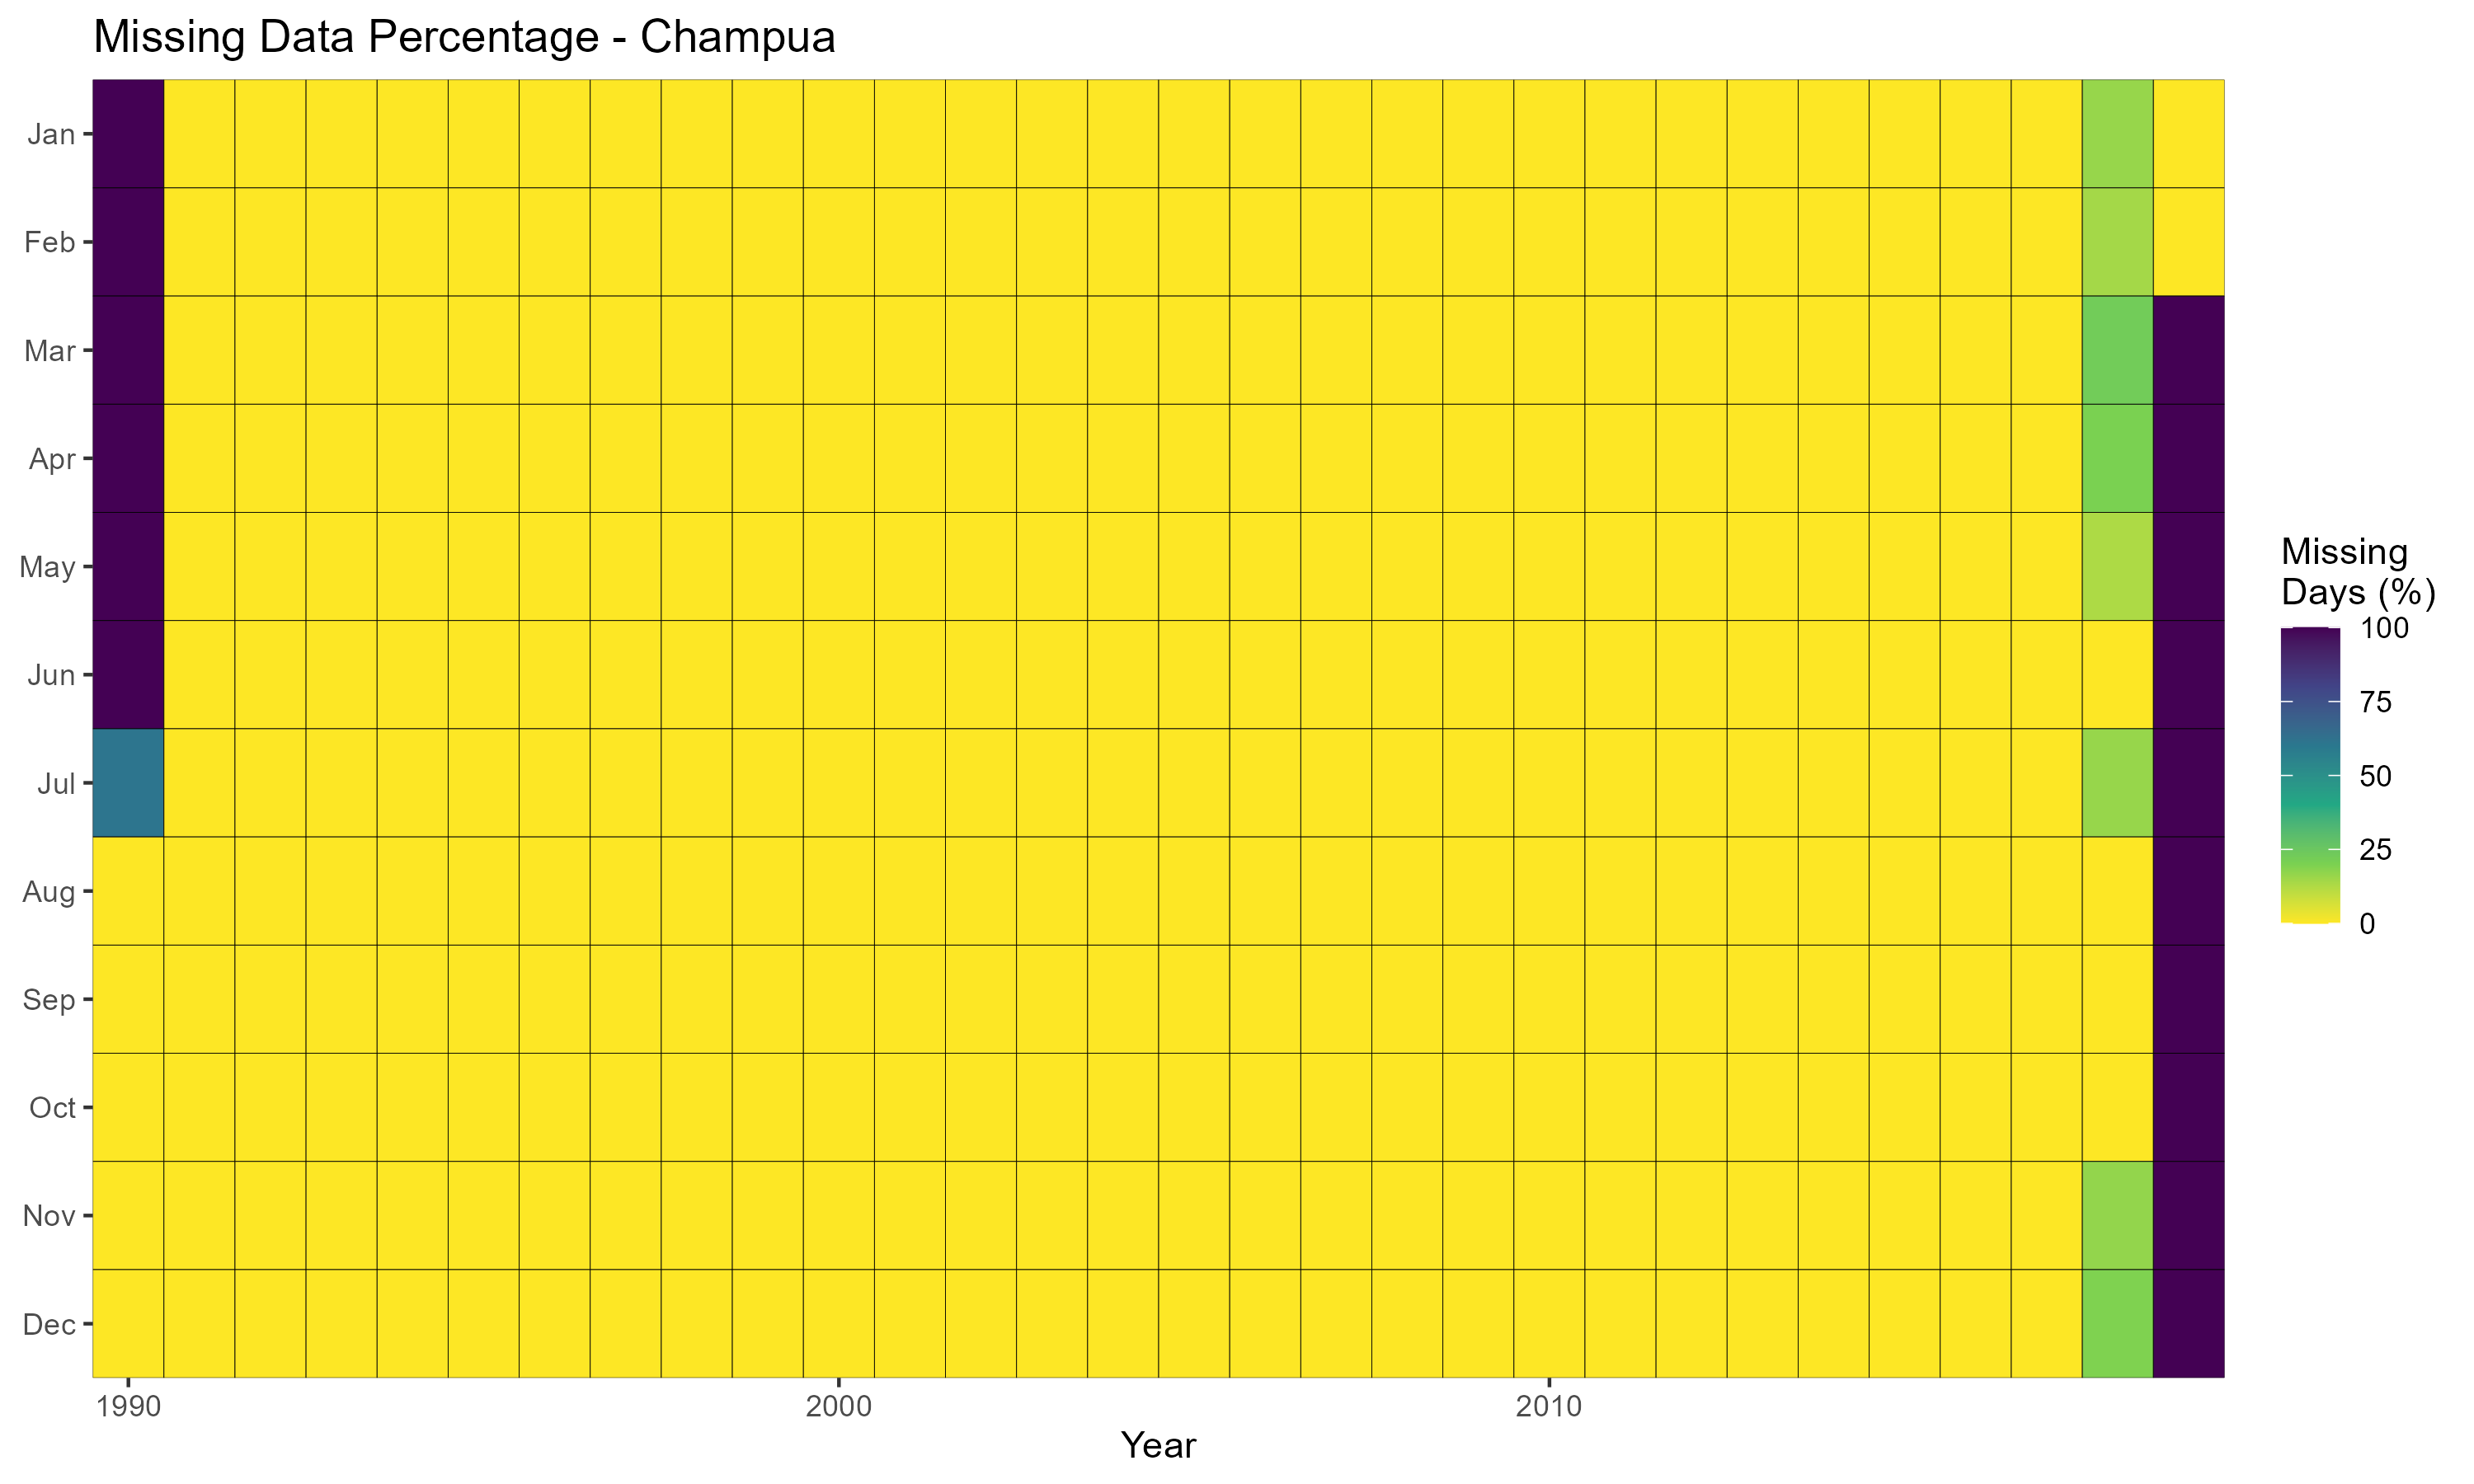 Missing Data Percentage - Champua
Jan
Feb
Mar
Apr
May
Jun
Jul
Aug
Sep
Oct
Nov
Dec
1990
2000
2010
Year
Missing
Days (%)
100
75
50
25
0